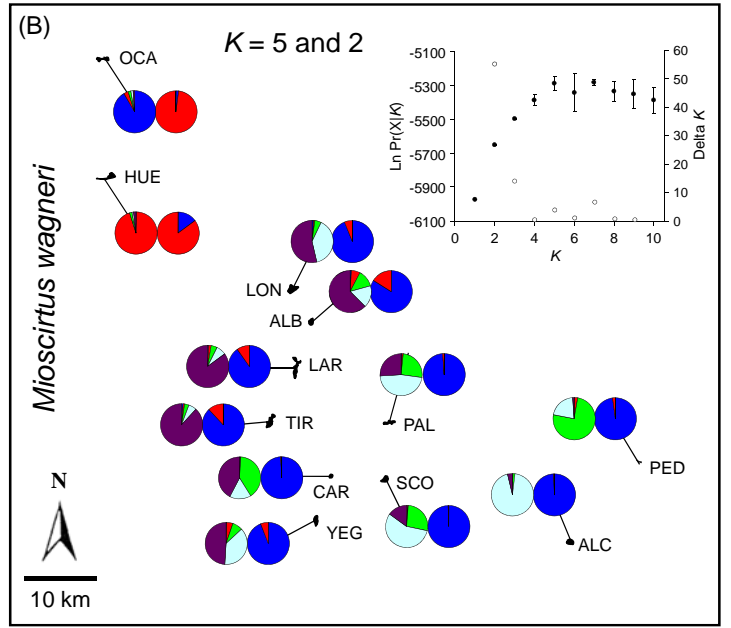 (B)
K = 5 and 2
Mioscirtus wagneri
OCA
HUE
LON
ALB
LAR
TIR
PAL
CAR
SCO
PED
YEG
ALC
N
10 km
Ln Pr(X|K)
-5100
-5300
-5500
-5700
-5900
-6100
0 2 4 6 8 10
K
60
50
40
30
20
10
0
Delta K